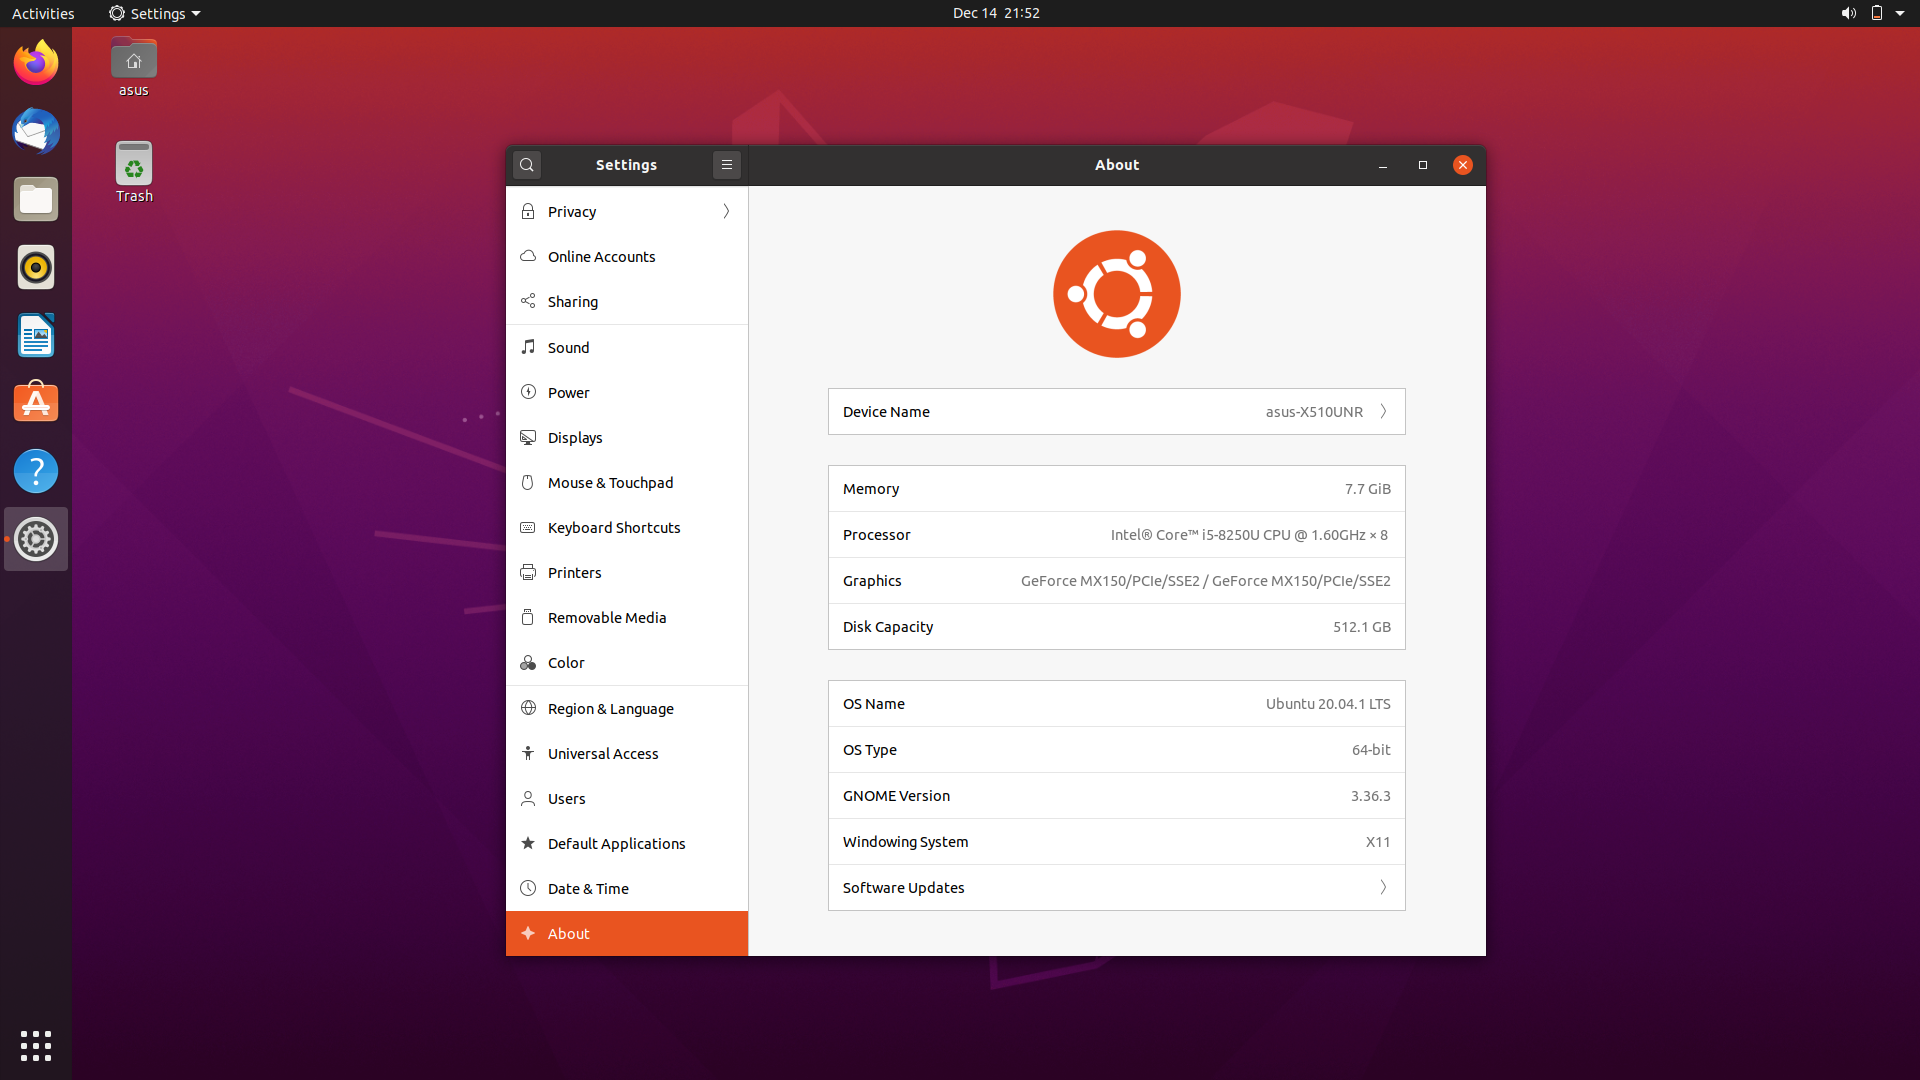 Activities
Settings
Dec 14 21:52
asus
Trash
Settings
About
Privacy
Online Accounts
Sharing
Sound
Power
Displays
Mouse & Touchpad
Keyboard Shortcuts
Printers
Removable Media
Color
Region & Language
Universal Access
Users
Default Applications
Date & Time
About
Device Name asus-X510UNR
Memory 7.7 GiB
Processor Intel® Core™ i5-8250U CPU @ 1.60GHz × 8
Graphics GeForce MX150/PCIe/SSE2 / GeForce MX150/PCIe/SSE2
Disk Capacity 512.1 GB
OS Name Ubuntu 20.04.1 LTS
OS Type 64-bit
GNOME Version 3.36.3
Windowing System X11
Software Updates